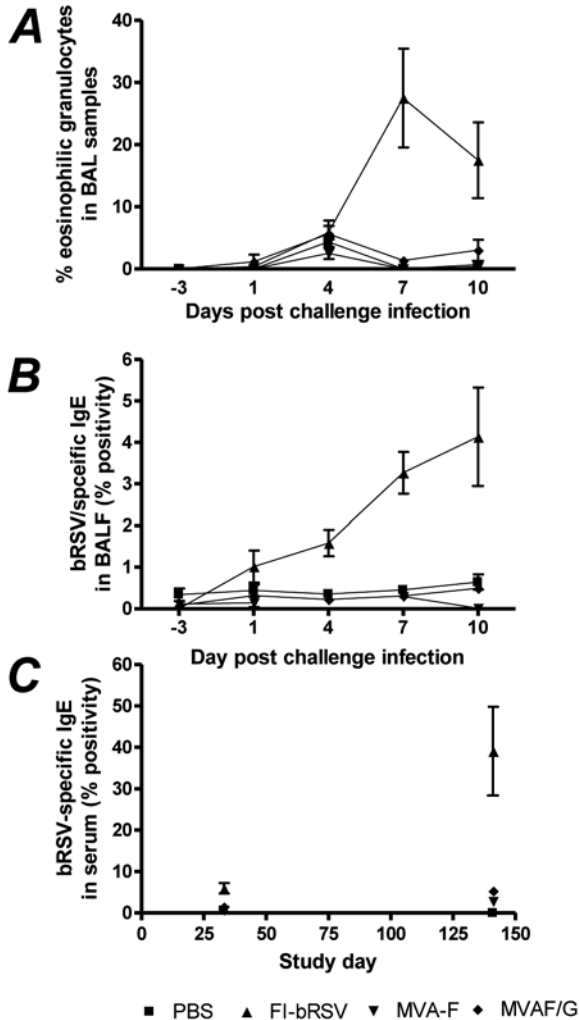 A
% eosinophilic granulocytes
in BAL samples
40
30
20
10
0
-3 1 4 7 10
Days post challenge infection
B
bRSV/spceific IgE
in BALF (% positivity)
6
5
4
3
2
1
0
-3 1 4 7 10
Day post challenge infection
C
bRSV-specific IgE
in serum (% positivity)
60
50
40
30
20
10
0
0 25 50 75 100 125 150
Study day
PBS FI-bRSV MVA-F MVAF/G